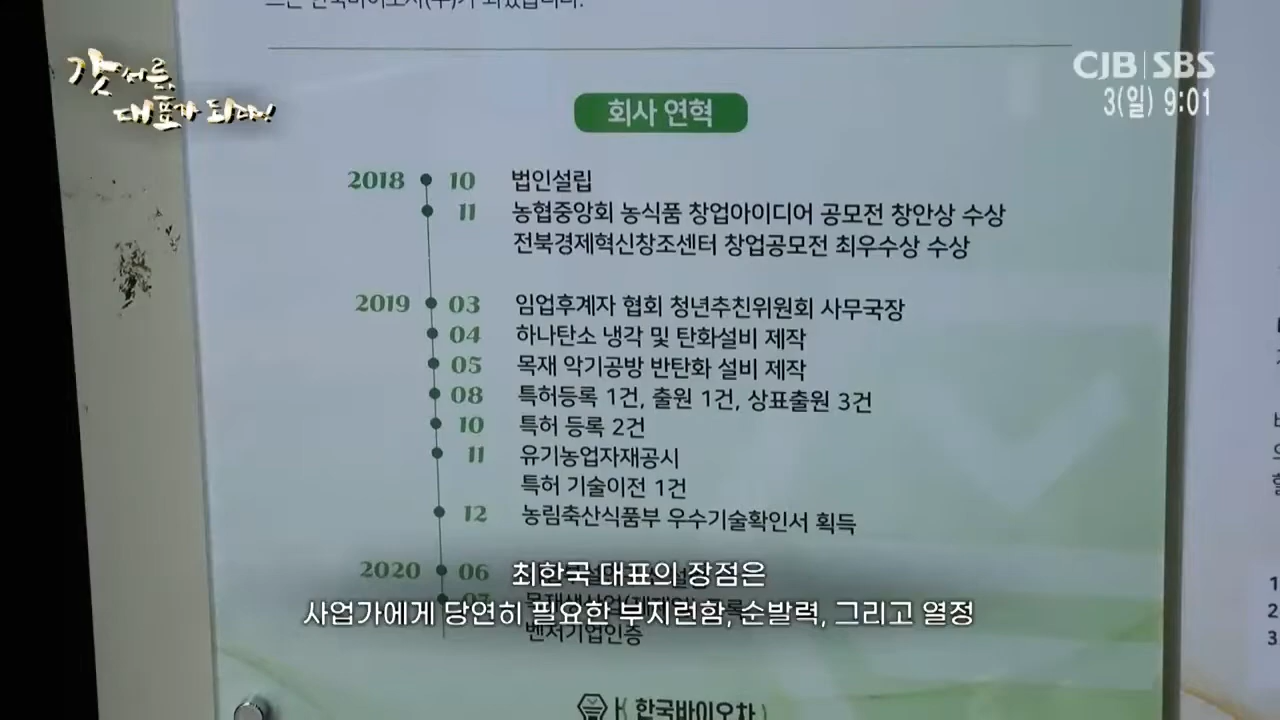 갓서른,
대표가 되다!
CJB SBS
3(일) 9:01
회사 연혁
2018 10 법인설립
11 농협중앙회 농식품 창업아이디어 공모전 창안상 수상
전북경제혁신창조센터 창업공모전 최우수상 수상
2019 03 임업후계자 협회 청년추친위원회 사무국장
04 하나탄소 냉각 및 탄화설비 제작
05 목재 악기공방 반탄화 설비 제작
08 특허등록 1건, 출원 1건, 상표출원 3건
10 특허 등록 2건
11 유기농업자재공시
특허 기술이전 1건
12 농림축산식품부 우수기술확인서 획득
2020 06
07
벤처기업인증
최한국 대표의 장점은
사업가에게 당연히 필요한 부지런함, 순발력, 그리고 열정
한국바이오차
1
2
3.